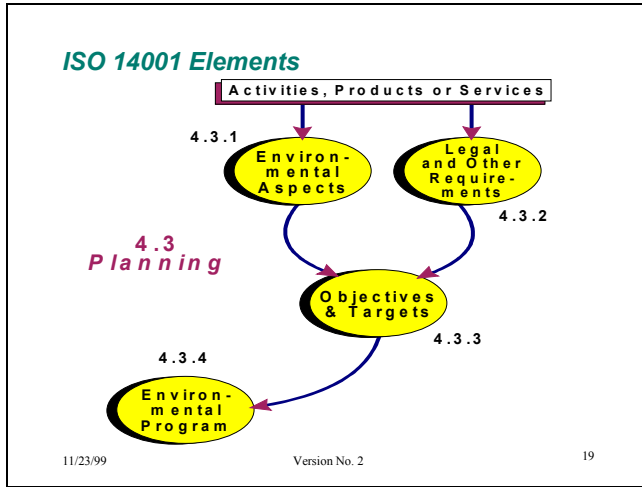 ISO 14001 Elements
Activities, Products or Services
4.3.1
Environ-
mental
Aspects
Legal
and Other
Require-
ments
4.3.2
4.3
Planning
Objectives
& Targets
4.3.3
4.3.4
Environ-
mental
Program
11/23/99 Version No. 2 19